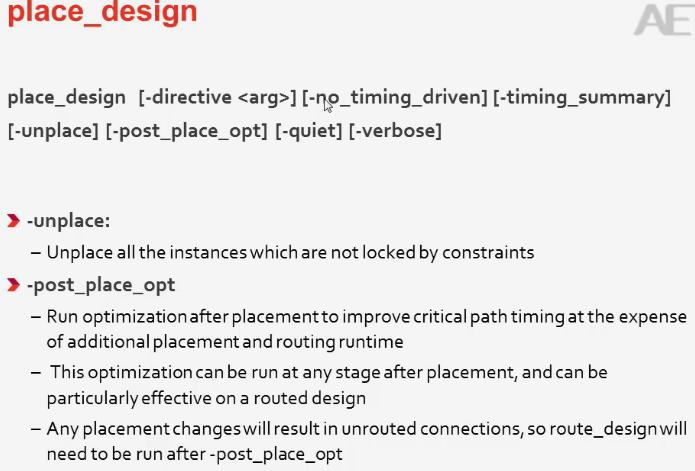 place_design
AE
place_design [-directive <arg>] [-no_timing_driven] [-timing_summary]
[-unplace] [-post_place_opt] [-quiet] [-verbose]
-unplace:
– Unplace all the instances which are not locked by constraints
-post_place_opt
– Run optimization after placement to improve critical path timing at the expense
of additional placement and routing runtime
– This optimization can be run at any stage after placement, and can be
particularly effective on a routed design
– Any placement changes will result in unrouted connections, so route_design will
need to be run after -post_place_opt